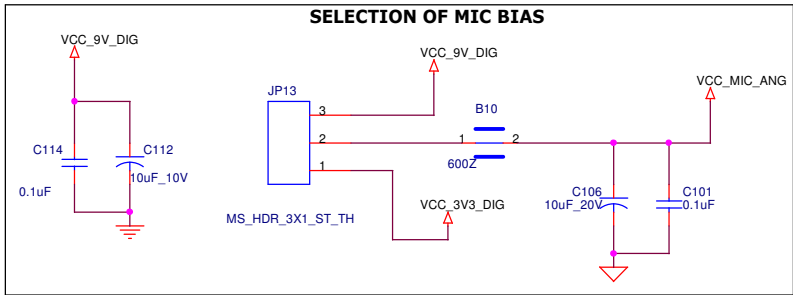 SELECTION OF MIC BIAS
VCC_9V_DIG
VCC_9V_DIG
VCC_MIC_ANG
JP13
B10
3
2
1
1
2
600Z
C114
C112
0.1uF
10uF_10V
C106
10uF_20V
C101
0.1uF
VCC_3V3_DIG
MS_HDR_3X1_ST_TH